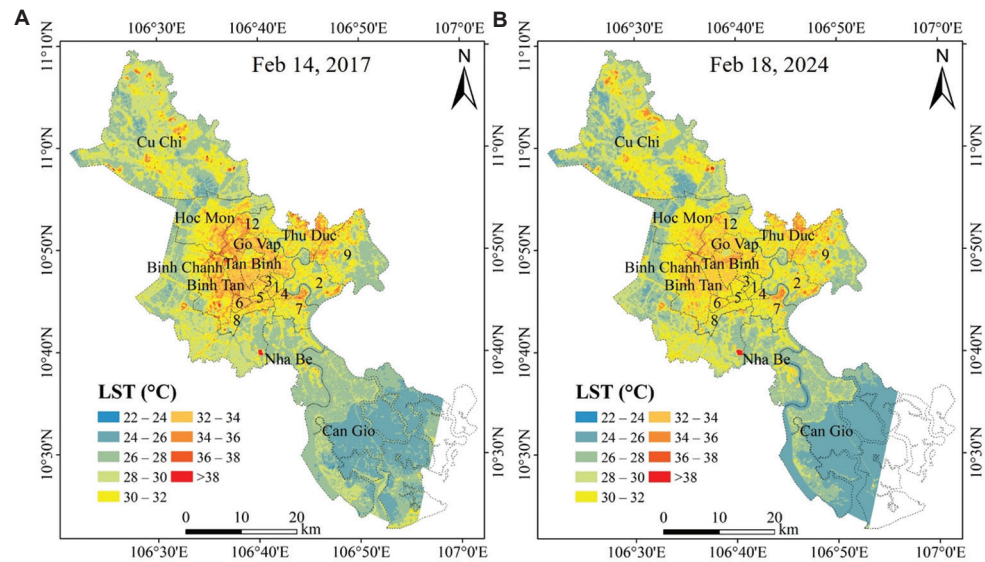 A
106°30'E 106°40'E 106°50'E 107°0'E
11°10'N
11°0'N
10°50'N
10°40'N
10°30'N
Feb 14, 2017
N
Cu Chi
Hoc Mon
12
Go Vap
Thu Duc
9
Binh Chanh
Tan Binh
Binh Tan
3
1
2
5
4
6
7
8
Nha Be
Can Gio
LST (°C)
22 – 24
24 – 26
26 – 28
28 – 30
30 – 32
32 – 34
34 – 36
36 – 38
>38
0 10 20
km
11°0'N
10°50'N
10°40'N
10°30'N
106°30'E 106°40'E 106°50'E 107°0'E
B
106°30'E 106°40'E 106°50'E 107°0'E
11°10'N
11°0'N
10°50'N
10°40'N
10°30'N
Feb 18, 2024
N
Cu Chi
Hoc Mon
12
Go Vap
Thu Duc
9
Binh Chanh
Tan Binh
Binh Tan
3
1
2
5
4
6
7
8
Nha Be
Can Gio
LST (°C)
22 – 24
24 – 26
26 – 28
28 – 30
30 – 32
32 – 34
34 – 36
36 – 38
>38
0 10 20
km
11°0'N
10°50'N
10°40'N
10°30'N
106°30'E 106°40'E 106°50'E 107°0'E